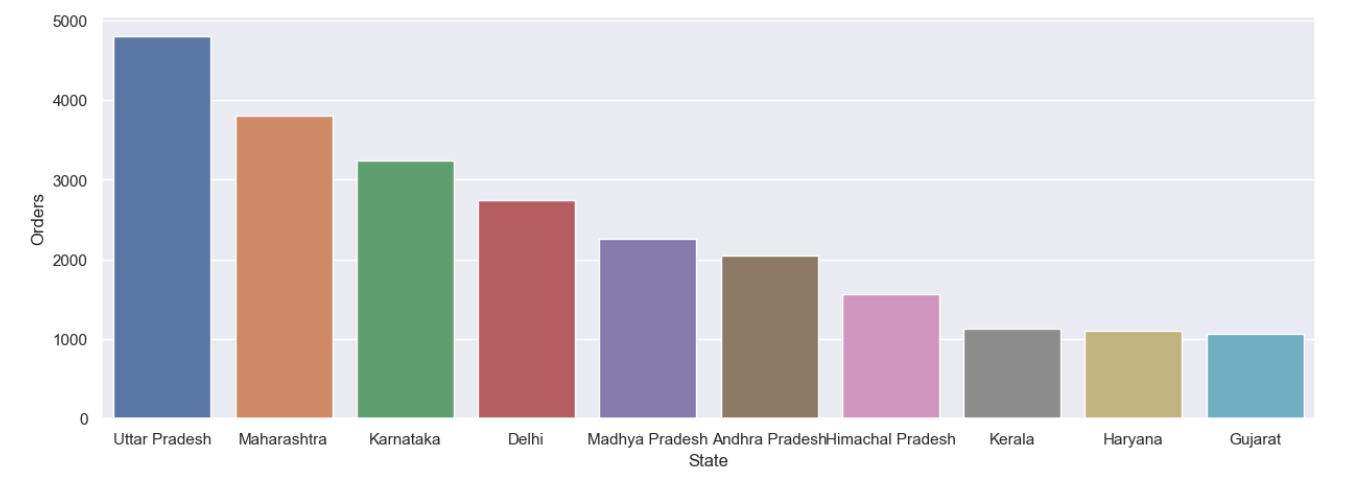 5000
4000
3000
2000
1000
0
Orders
Uttar Pradesh Maharashtra Karnataka Delhi Madhya Pradesh Andhra Pradesh Himachal Pradesh Kerala Haryana Gujarat
State